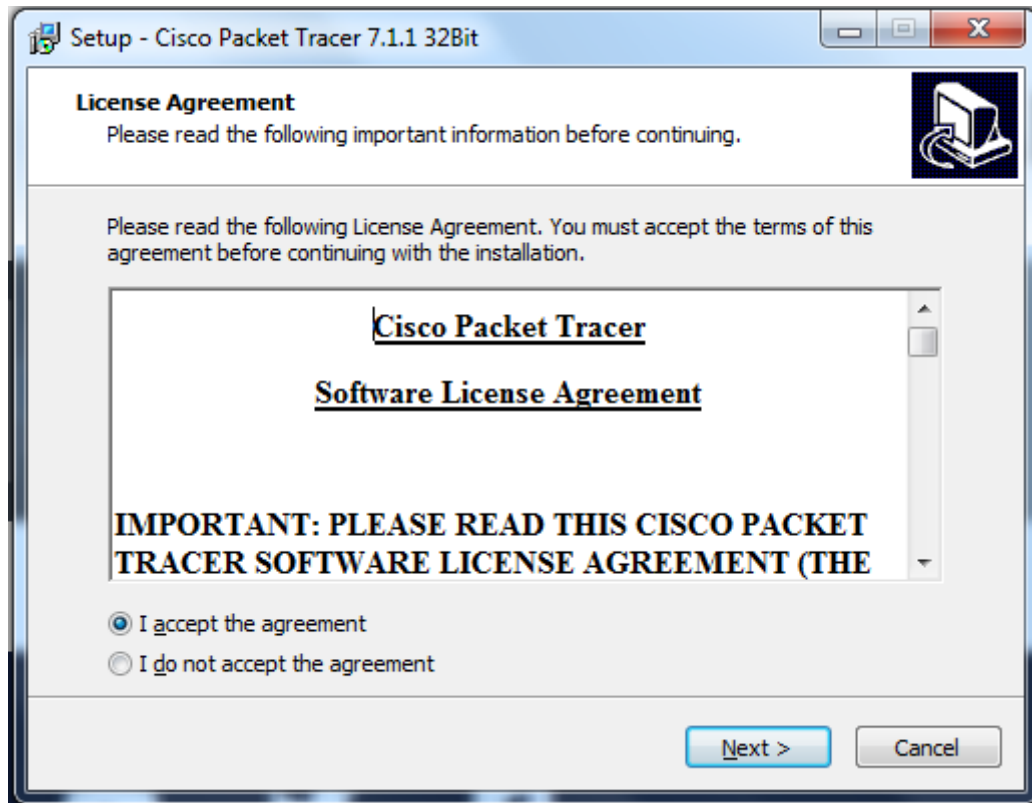 Setup - Cisco Packet Tracer 7.1.1 32Bit
License Agreement
Please read the following important information before continuing.
Please read the following License Agreement. You must accept the terms of this
agreement before continuing with the installation.
Cisco Packet Tracer
Software License Agreement
IMPORTANT: PLEASE READ THIS CISCO PACKET
TRACER SOFTWARE LICENSE AGREEMENT (THE
I accept the agreement
I do not accept the agreement
Next >
Cancel